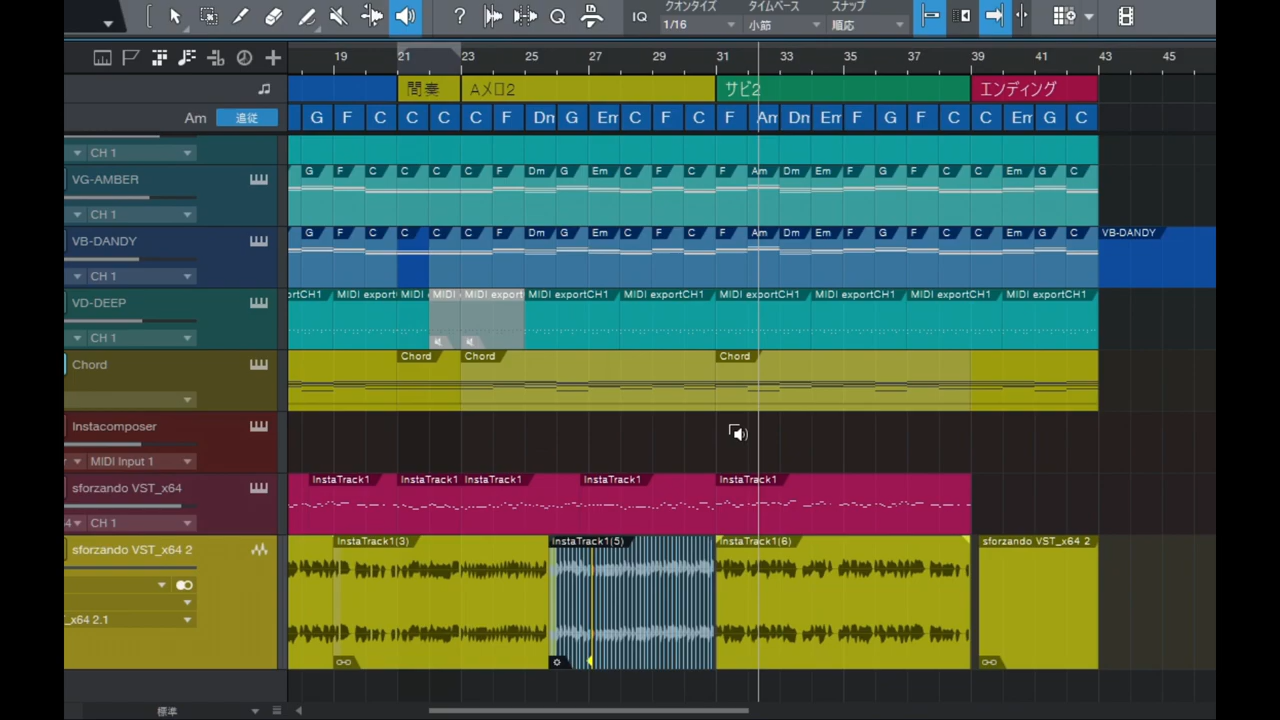 ? IQ クオンタイズ タイムベース スナップ
1/16 小節 順応
19 21 23 25 27 29 31 33 35 37 39 41 43 45
間奏 Aメロ2 サビ2 エンディング
Am 追従 G F C C C C F Dm G Em C F C F Am Dm Em F G F C C Em G C
CH 1
VG-AMBER G F C C C C F Dm G Em C F C F Am Dm Em F G F C C Em G C
CH 1
VB-DANDY G F C C C C F Dm G Em C F C F Am Dm Em F G F C C Em G C VB-DANDY
CH 1
VD-DEEP ortCH1 MIDI exportCH1 MIDI MIDI MIDI export MIDI exportCH1 MIDI exportCH1 MIDI exportCH1 MIDI exportCH1 MIDI exportCH1 MIDI exportCH1
CH 1
Chord Chord Chord Chord
Instacomposer
MIDI Input 1
sforzando VST_x64 InstaTrack1 InstaTrack1 InstaTrack1 InstaTrack1 InstaTrack1
CH 1
sforzando VST_x64 2 InstaTrack1(3) InstaTrack1(5) InstaTrack1(6) sforzando VST_x64 2
_x64 2.1
標準